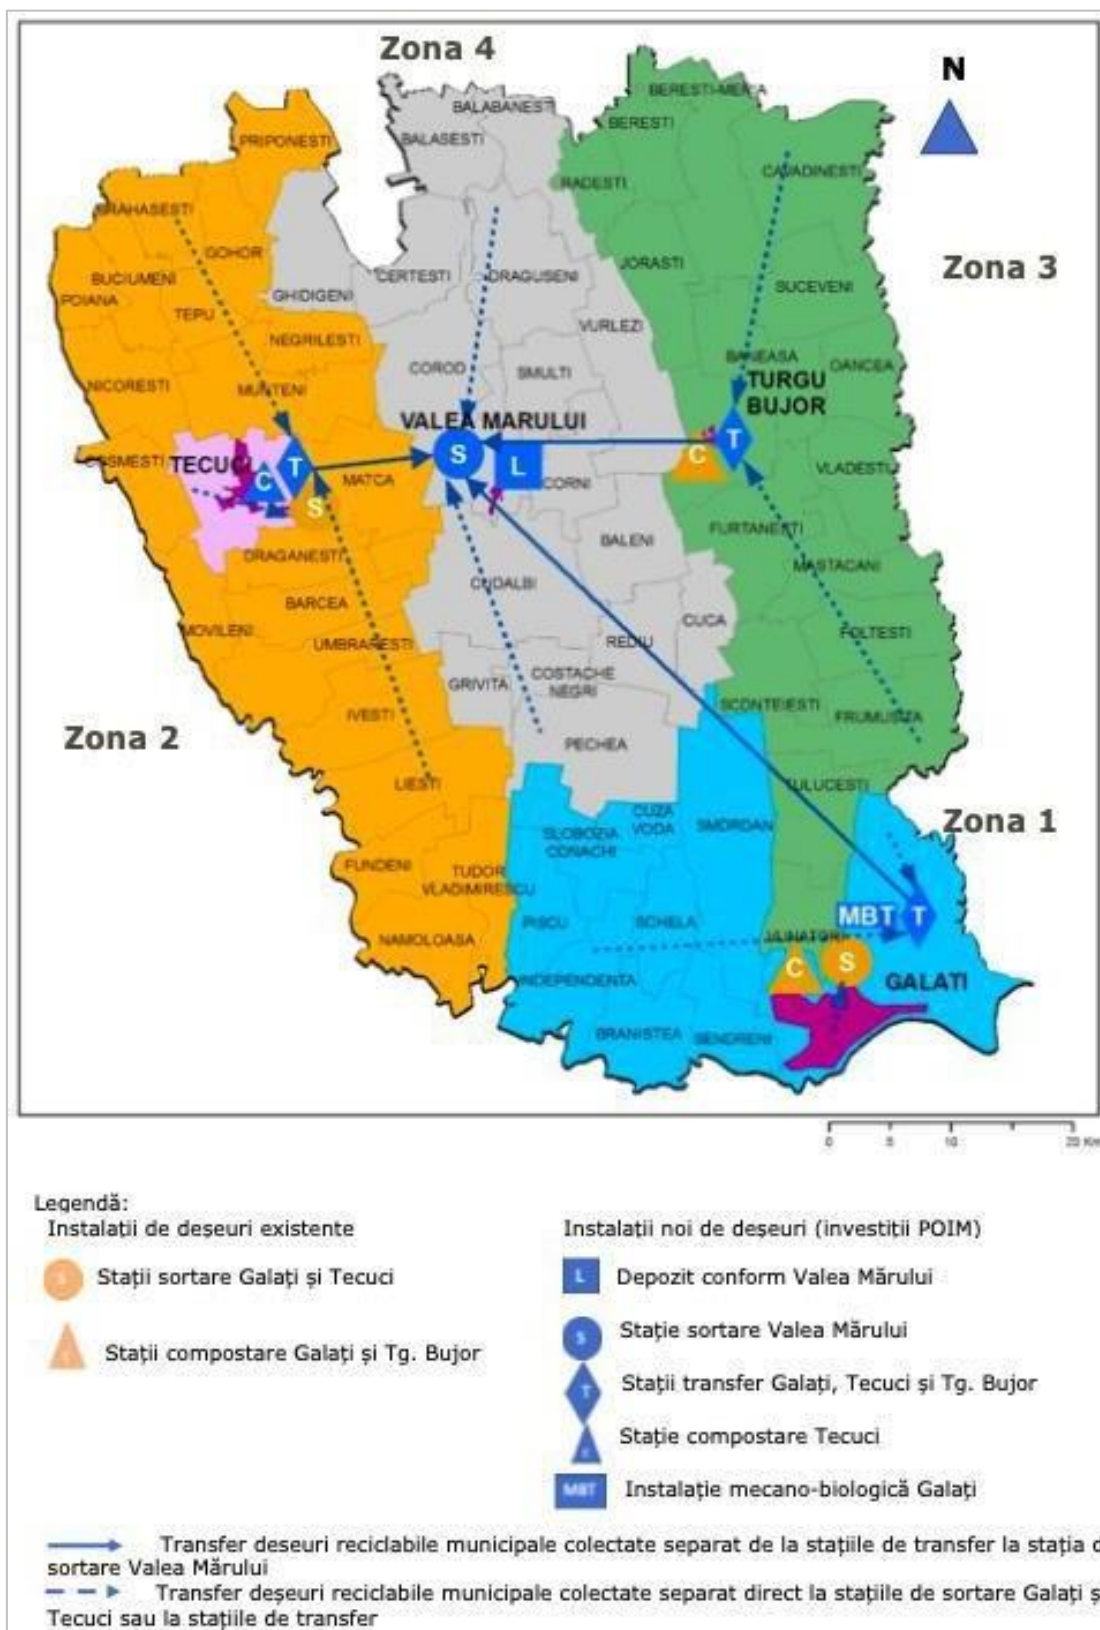 Zona 4
N
BERESTI-MERIA
BALABANESTI
BERESTI
BALASESTI
PRIPONESTI
CAVADINESTI
RADESTI
BRAHASESTI
GOHOR
JORASTI
Zona 3
BUCIUMENI
CERTESTI
DRAGUSENI
SUCEVENI
POIANA
GHIDIGENI
TEPU
VURLEZI
NEGRILESTI
BANEASA
OANCEA
COROD
SMULTI
TURGU
BUJOR
NICORESTI
MUNTENI
VALEA MARULUI
T
S
C
COSMESTI
TECUCI
T
L
VLADESTI
C
MATCA
CORNI
S
FURTANESTI
BALENI
DRAGANESTI
MASTACANI
CUDALBI
BARCEA
CUCA
MOVILENI
UMBRARESTI
REDIU
FOLTESTI
COSTACHE
NEGRI
GRIVITA
SCONTEIESTI
IVESTI
FRUMUSITA
Zona 2
PECHEA
LIESTI
TULUCESTI
CUZA
VODA
SMORDAN
Zona 1
SLOBOZIA
CONACHI
FUNDENI
TUDOR
VLADIMIRESCU
PISCU
SCHELA
MBT
T
NAMOLOASA
VLINATORI
C
S
INDEPENDENTA
GALATI
BRANISTEA
SENDRENI
0 5 10 20 Km
Legendă:
Instalații de deșeuri existente
Instalații noi de deșeuri (investiții POIM)
S Stații sortare Galați și Tecuci
L Depozit conform Valea Mărului
Stații compostare Galați și Tg. Bujor
S Stație sortare Valea Mărului
T Stații transfer Galați, Tecuci și Tg. Bujor
Stație compostare Tecuci
MBT Instalație mecano-biologică Galați
Transfer deseuri reciclabile municipale colectate separat de la stațiile de transfer la stația d
sortare Valea Mărului
Transfer deșeuri reciclabile municipale colectate separat direct la stațiile de sortare Galați ș
Tecuci sau la stațiile de transfer